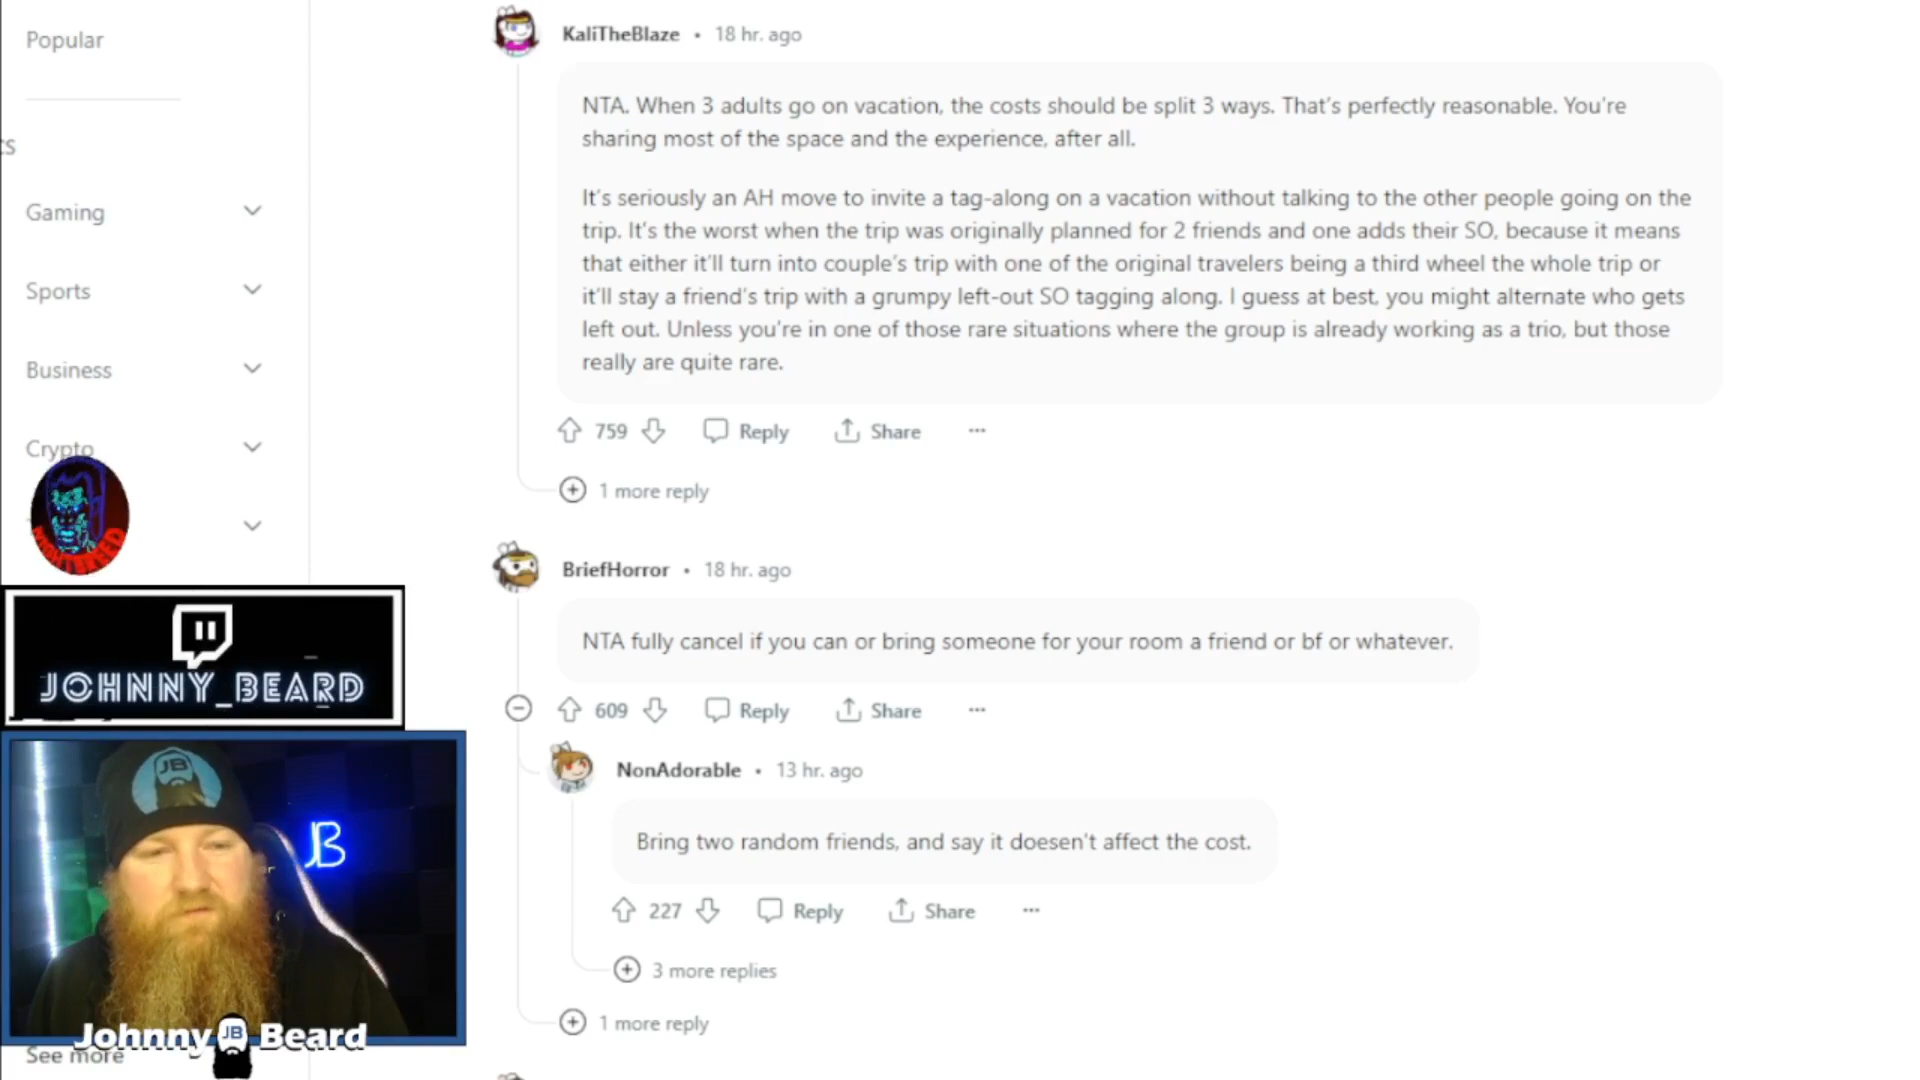 Popular
cs
Gaming
Sports
Business
Crypto
See more
KaliTheBlaze • 18 hr. ago
NTA. When 3 adults go on vacation, the costs should be split 3 ways. That's perfectly reasonable. You're
sharing most of the space and the experience, after all.
It's seriously an AH move to invite a tag-along on a vacation without talking to the other people going on the
trip. It's the worst when the trip was originally planned for 2 friends and one adds their SO, because it means
that either it'll turn into couple's trip with one of the original travelers being a third wheel the whole trip or
it'll stay a friend's trip with a grumpy left-out SO tagging along. I guess at best, you might alternate who gets
left out. Unless you're in one of those rare situations where the group is already working as a trio, but those
really are quite rare.
759 Reply Share ...
1 more reply
BriefHorror • 18 hr. ago
NTA fully cancel if you can or bring someone for your room a friend or bf or whatever.
609 Reply Share ...
NonAdorable • 13 hr. ago
Bring two random friends, and say it doesen't affect the cost.
227 Reply Share ...
3 more replies
1 more reply
NIGHTBREED
JOHNNY_BEARD
JB
JB
Johnny JB Beard